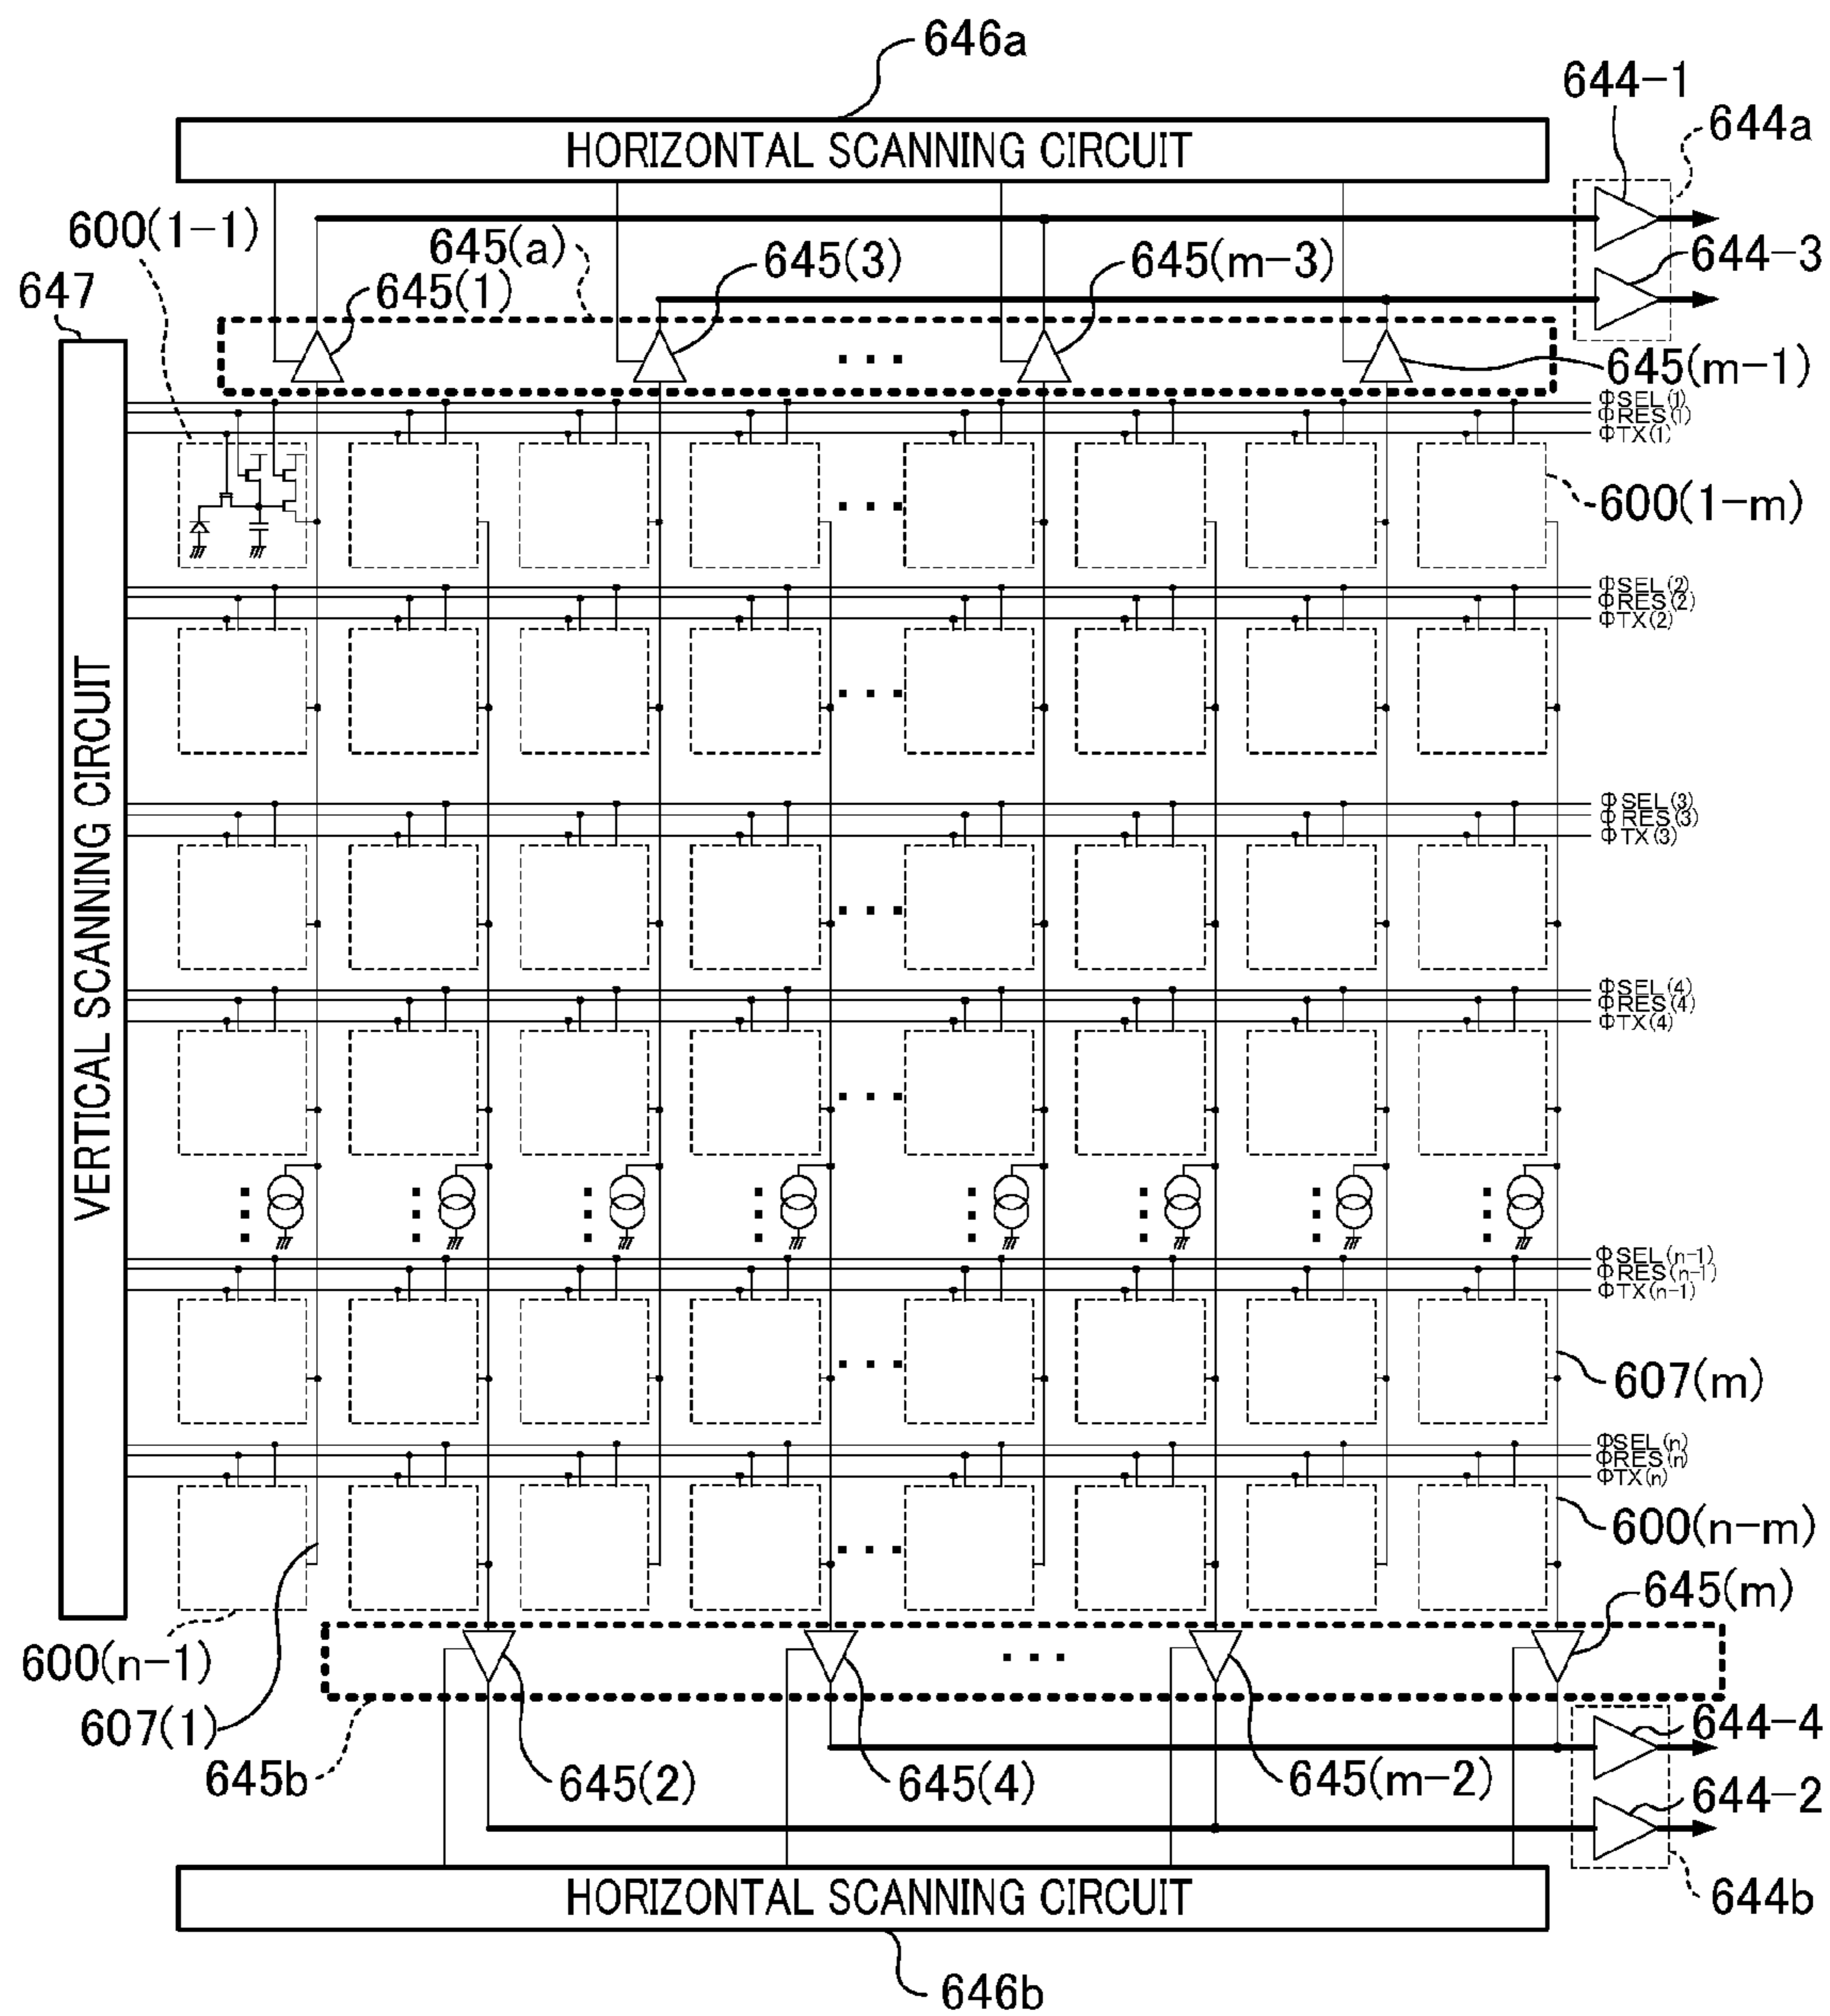 646a
644-1
HORIZONTAL SCANNING CIRCUIT
644a
600(1-1)
645(a)
645(3)
645(m-3)
644-3
647
645(1)
645(m-1)
ΦSEL(1)
ΦRES(1)
ΦTX(1)
600(1-m)
ΦSEL(2)
ΦRES(2)
ΦTX(2)
VERTICAL SCANNING CIRCUIT
ΦSEL(3)
ΦRES(3)
ΦTX(3)
ΦSEL(4)
ΦRES(4)
ΦTX(4)
ΦSEL(n-1)
ΦRES(n-1)
ΦTX(n-1)
607(m)
ΦSEL(n)
ΦRES(n)
ΦTX(n)
600(n-m)
645(m)
600(n-1)
607(1)
644-4
645b
645(2)
645(4)
645(m-2)
644-2
HORIZONTAL SCANNING CIRCUIT
644b
646b